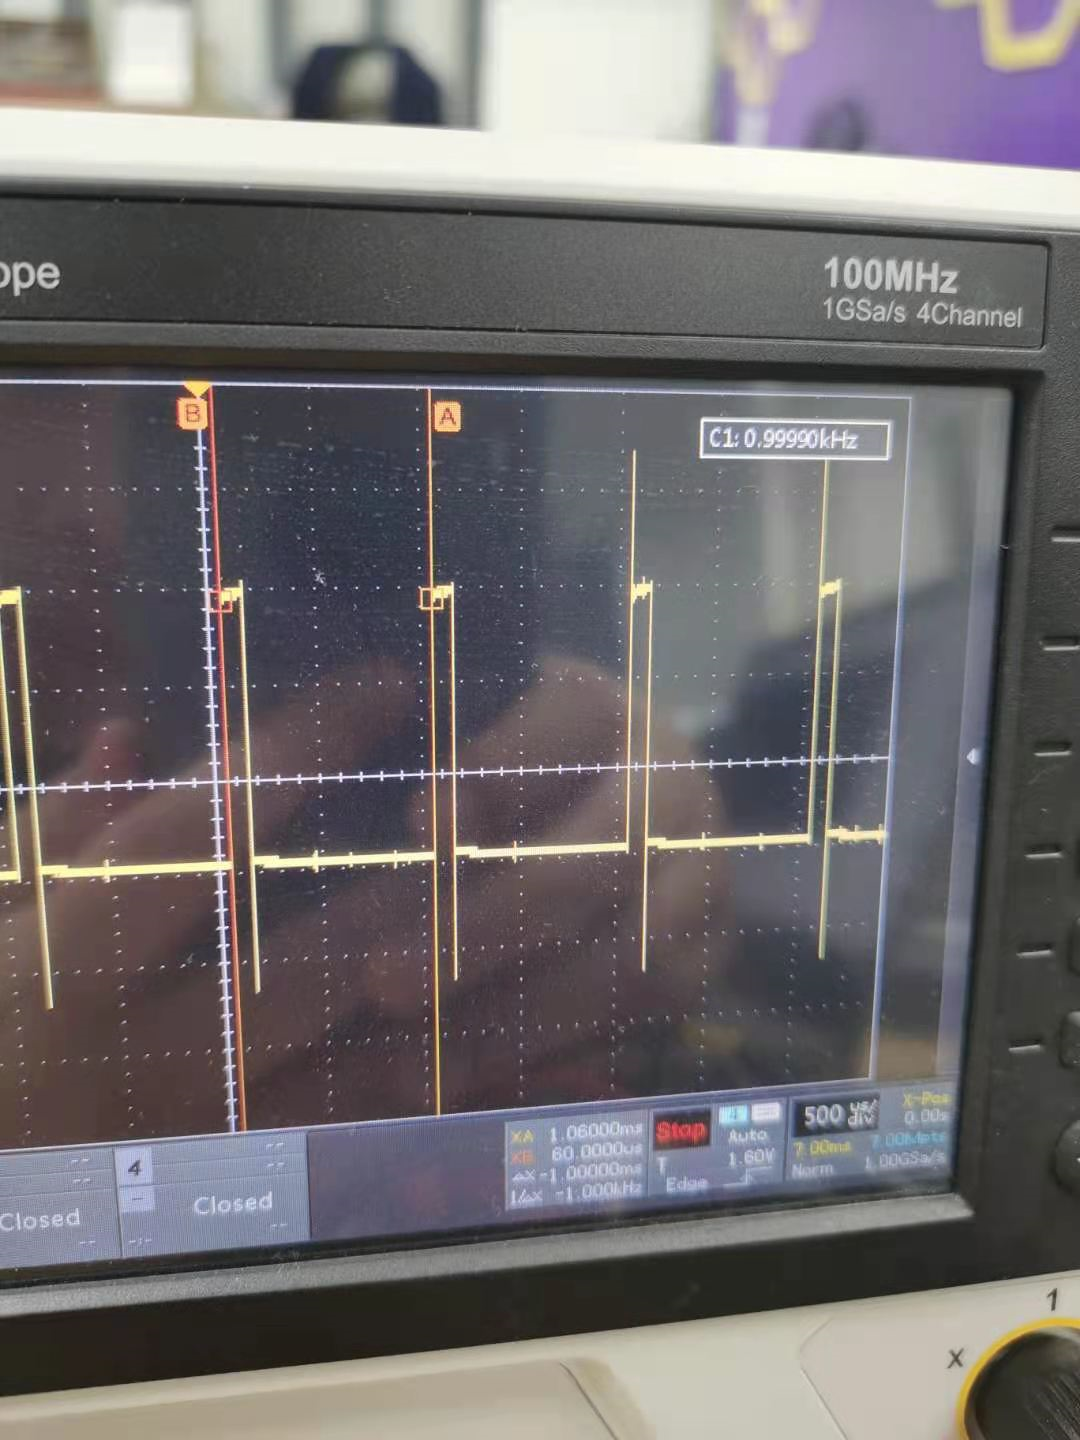 ope
100MHz
1GSa/s 4Channel
B
A
C1: 0.99990kHz
XA 1.06000ms
XB 60.0000us
△X -1.00000ms
1/△X -1.000kHz
Stop
Auto
T 1.60V
Edge
500 us/div
X-Pos
0.00s
7.00ms 7.00Mpts
Norm 1.00GSa/s
4
-- --
-- --
Closed
Closed
-- --
1
X